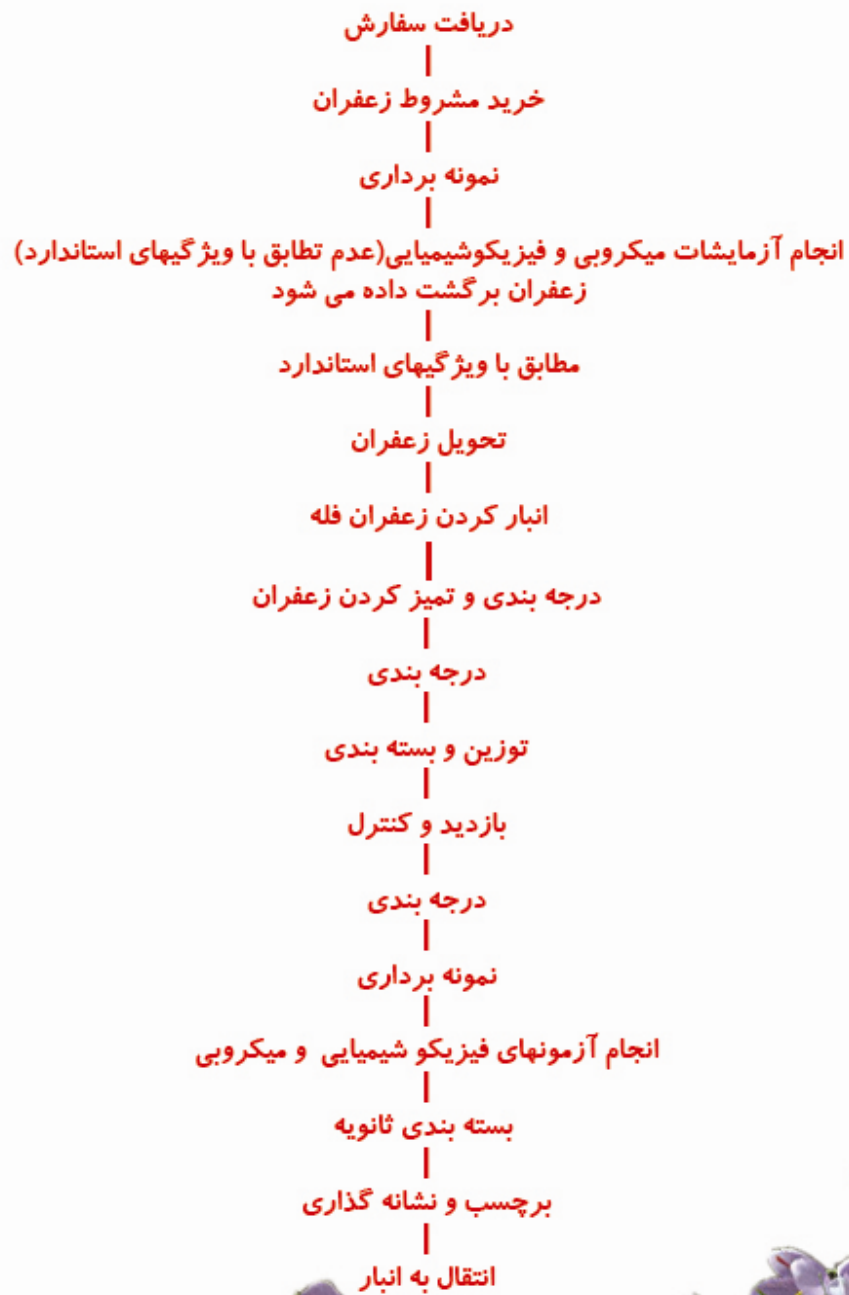 دریافت سفارش
خرید مشروط زعفران
نمونه برداری
انجام آزمایشات میکروبی و فیزیکوشیمیایی(عدم تطابق با ویژگیهای استاندارد)
زعفران برگشت داده می شود
مطابق با ویژگیهای استاندارد
تحویل زعفران
انبار کردن زعفران فله
درجه بندی و تمیز کردن زعفران
درجه بندی
توزین و بسته بندی
بازدید و کنترل
درجه بندی
نمونه برداری
انجام آزمونهای فیزیکو شیمیایی و میکروبی
بسته بندی ثانویه
برچسب و نشانه گذاری
انتقال به انبار